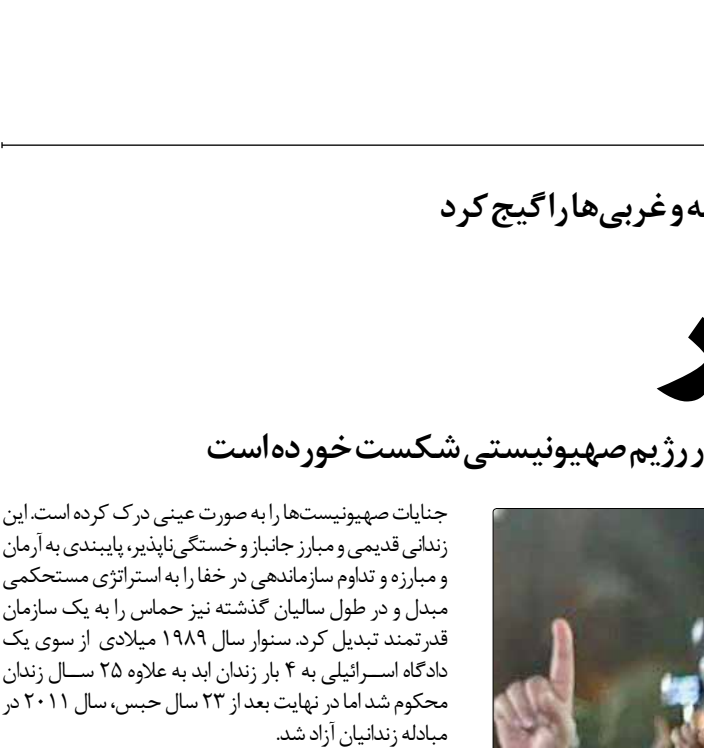 و غربی‌ها را گیج کرد
رژیم صهیونیستی شکست خورده است
جنایات صهیونیست‌ها را به صورت عینی درک کرده است. این
زندانی قدیمی و مبارز جانباز و خستگی‌ناپذیر، پایبندی به آرمان
و مبارزه و تداوم سازماندهی در خفا را به استراتژی مستحکمی
مبدل و در طول سالیان گذشته نیز حماس را به یک سازمان
قدرتمند تبدیل کرد. سنوار سال ۱۹۸۹ میلادی از سوی یک
دادگاه اسرائیلی به ۴ بار زندان ابد به علاوه ۲۵ سال زندان
محکوم شد اما در نهایت بعد از ۲۳ سال حبس، سال ۲۰۱۱ در
مبادله زندانیان آزاد شد.